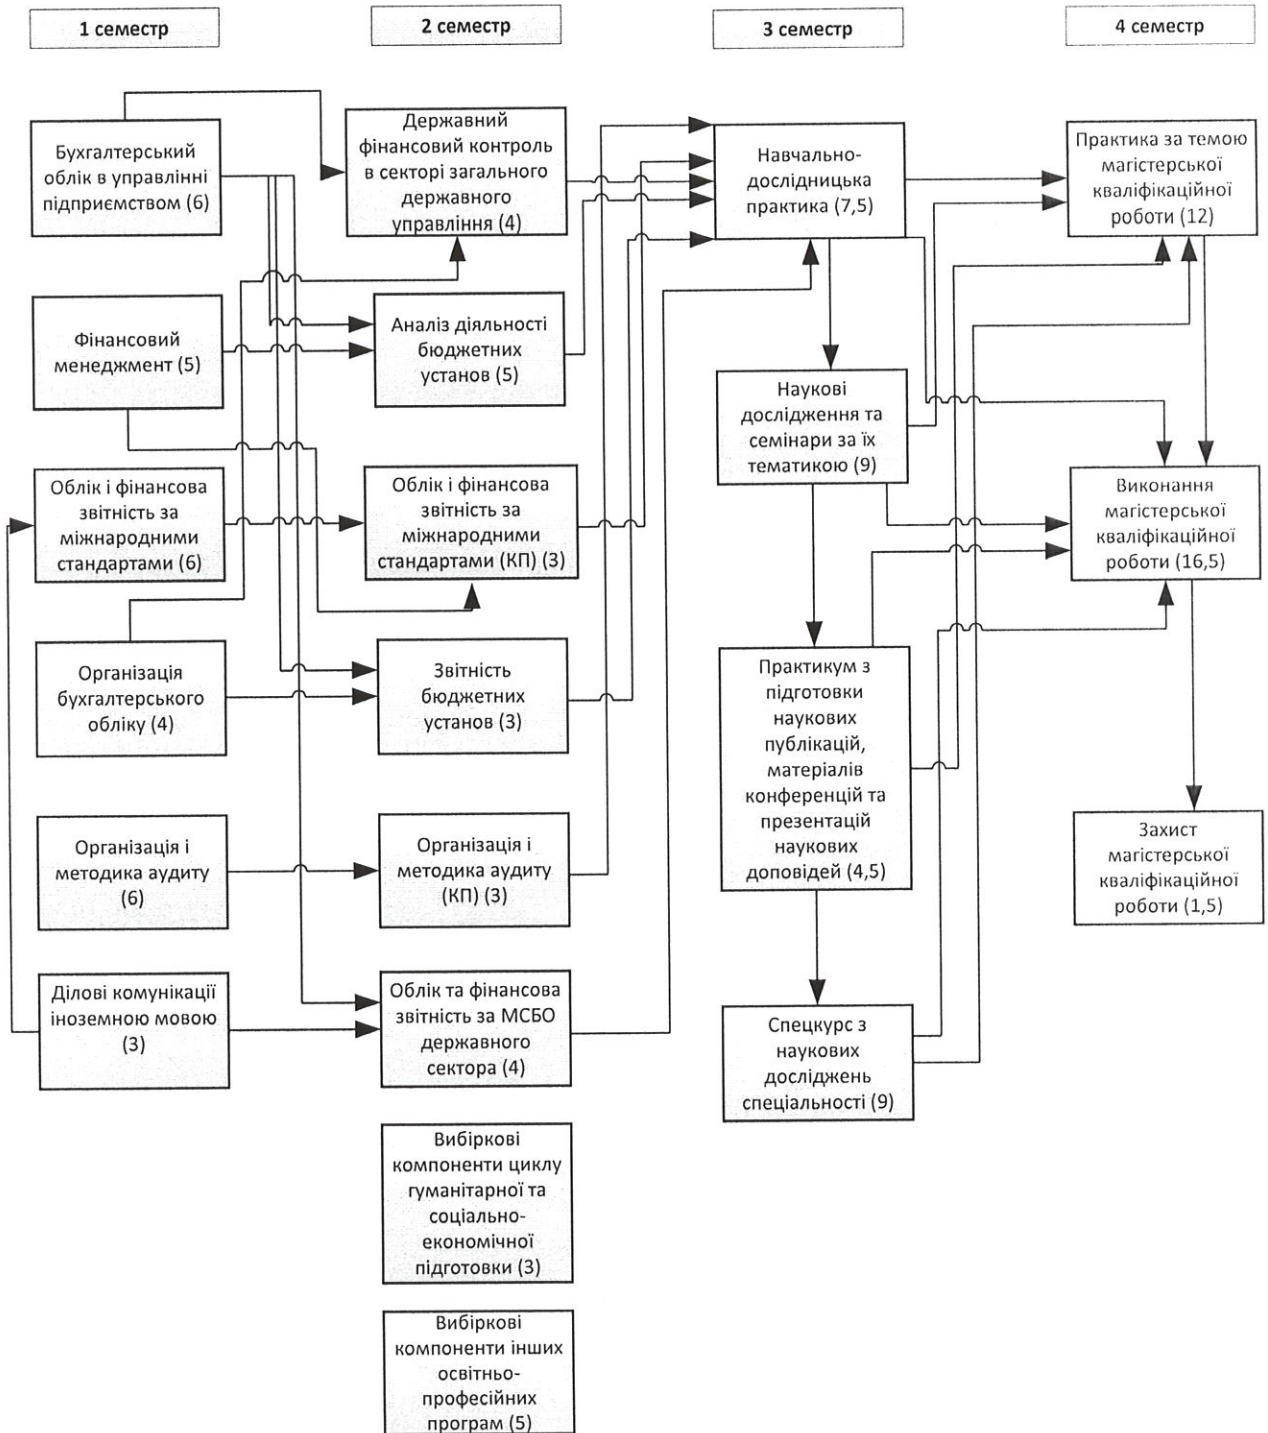 1 семестр
2 семестр
3 семестр
4 семестр
Бухгалтерський
облік в управлінні
підприємством (6)
Фінансовий
менеджмент (5)
Облік і фінансова
звітність за
міжнародними
стандартами (6)
Організація
бухгалтерського
обліку (4)
Організація і
методика аудиту
(6)
Ділові комунікації
іноземною мовою
(3)
Державний
фінансовий контроль
в секторі загального
державного
управління (4)
Аналіз діяльності
бюджетних
установ (5)
Облік і фінансова
звітність за
міжнародними
стандартами (КП) (3)
Звітність
бюджетних
установ (3)
Організація і
методика аудиту
(КП) (3)
Облік та фінансова
звітність за МСБО
державного
сектора (4)
Вибіркові
компоненти циклу
гуманітарної та
соціально-
економічної
підготовки (3)
Вибіркові
компоненти інших
освітньо-
професійних
програм (5)
Навчально-
дослідницька
практика (7,5)
Наукові
дослідження та
семінари за їх
тематикою (9)
Практикум з
підготовки
наукових
публікацій,
матеріалів
конференцій та
презентацій
наукових
доповідей (4,5)
Спецкурс з
наукових
досліджень
спеціальності (9)
Практика за темою
магістерської
кваліфікаційної
роботи (12)
Виконання
магістерської
кваліфікаційної
роботи (16,5)
Захист
магістерської
кваліфікаційної
роботи (1,5)